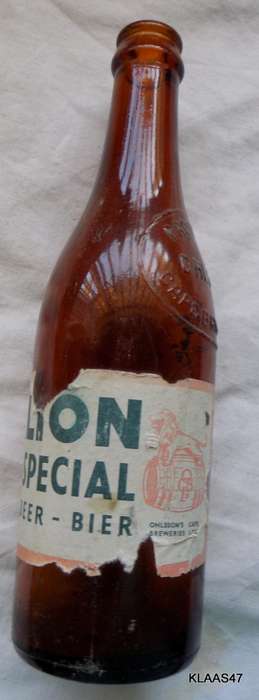 LION
SPECIAL
BEER - BIER
OHLSSON'S CAPE
BREWERIES LTD.
KLAAS47